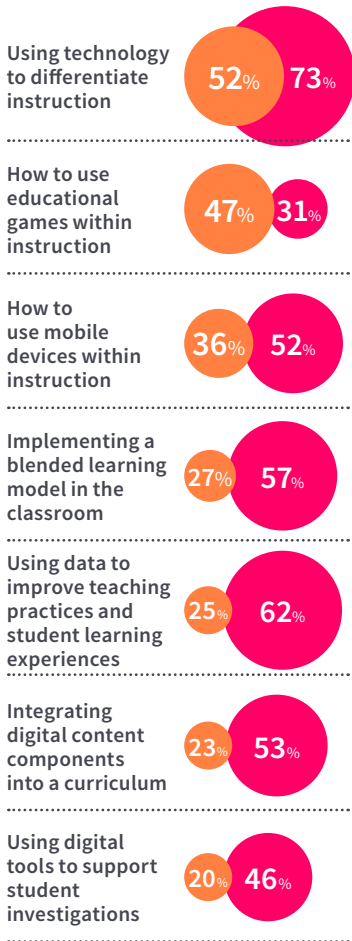 Using technology
to differentiate
instruction
52% 73%
How to use
educational
games within
instruction
47% 31%
How to
use mobile
devices within
instruction
36% 52%
Implementing a
blended learning
model in the
classroom
27% 57%
Using data to
improve teaching
practices and
student learning
experiences
25% 62%
Integrating
digital content
components
into a curriculum
23% 53%
Using digital
tools to support
student
investigations
20% 46%